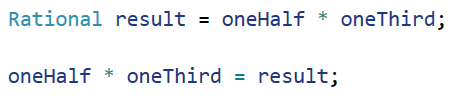 Rational result = oneHalf * oneThird;
oneHalf * oneThird = result;